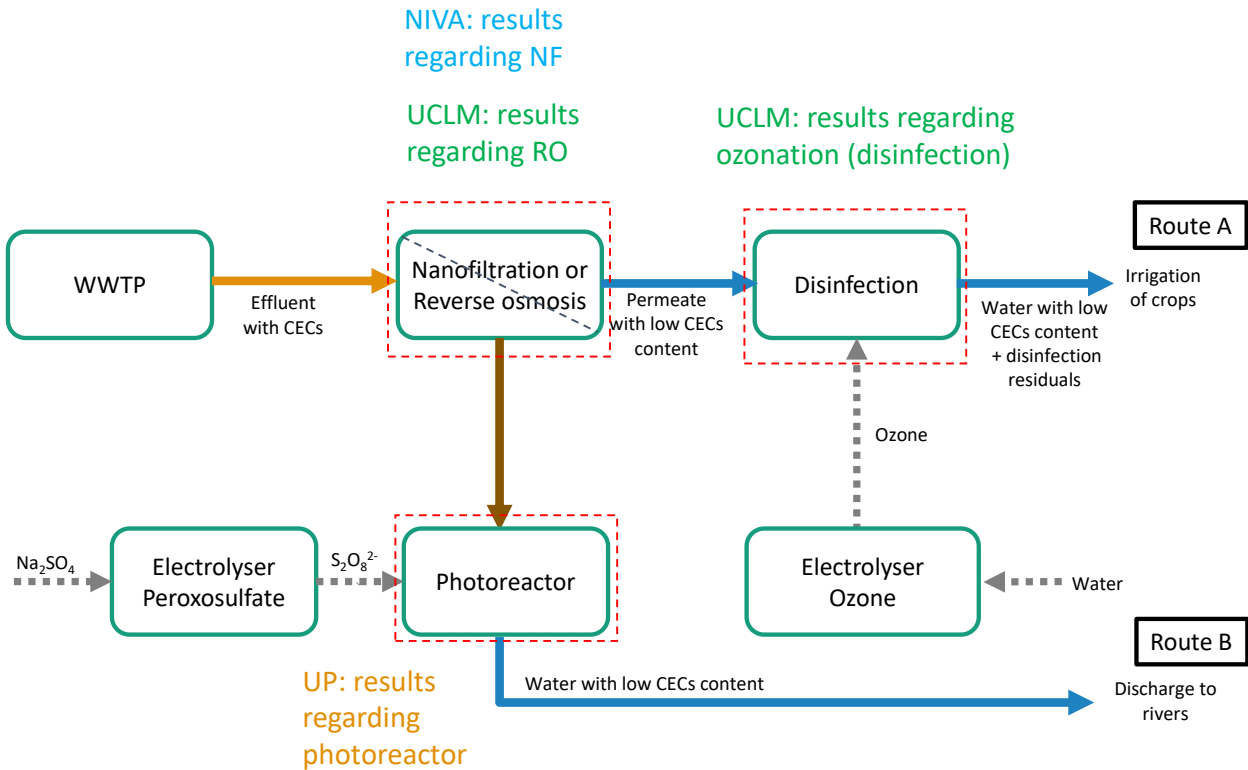 NIVA: results
regarding NF
UCLM: results
regarding RO
UCLM: results regarding
ozonation (disinfection)
Route A
WWTP
Effluent
with CECs
Nanofiltration or
Reverse osmosis
Permeate
with low CECs
content
Disinfection
Water with low
CECs content
+ disinfection
residuals
Irrigation
of crops
Ozone
Na₂SO₄
Electrolyser
Peroxosulfate
S₂O₈²⁻
Photoreactor
Electrolyser
Ozone
Water
Route B
UP: results
regarding
photoreactor
Water with low CECs content
Discharge to
rivers